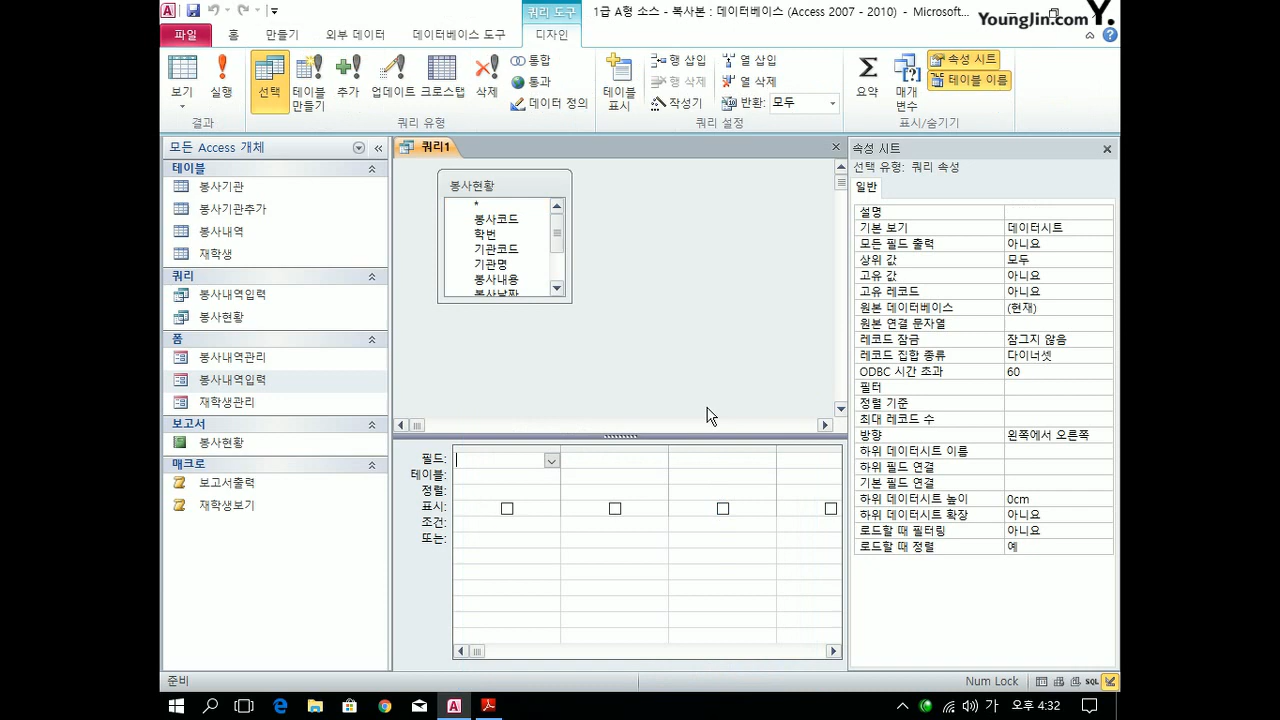 쿼리 도구
1급 A형 소스 - 복사본 : 데이터베이스 (Access 2007 - 2010) - Microsoft...
YoungJin.com Y.
파일
홈
만들기
외부 데이터
데이터베이스 도구
디자인
보기
실행
결과
선택
테이블 만들기
추가
업데이트
크로스탭
삭제
통합
통과
데이터 정의
쿼리 유형
테이블 표시
행 삽입
행 삭제
작성기
열 삽입
열 삭제
반환: 모두
쿼리 설정
요약
매개 변수
속성 시트
테이블 이름
표시/숨기기
모든 Access 개체
테이블
봉사기관
봉사기관추가
봉사내역
재학생
쿼리
봉사내역입력
봉사현황
폼
봉사내역관리
봉사내역입력
재학생관리
보고서
봉사현황
매크로
보고서출력
재학생보기
쿼리1
봉사현황
*
봉사코드
학번
기관코드
기관명
봉사내용
봉사날짜
필드:
테이블:
정렬:
표시:
조건:
또는:
속성 시트
선택 유형: 쿼리 속성
일반
설명
기본 보기 데이터시트
모든 필드 출력 아니요
상위 값 모두
고유 값 아니요
고유 레코드 아니요
원본 데이터베이스 (현재)
원본 연결 문자열
레코드 잠금 잠그지 않음
레코드 집합 종류 다이너셋
ODBC 시간 초과 60
필터
정렬 기준
최대 레코드 수
방향 왼쪽에서 오른쪽
하위 데이터시트 이름
하위 필드 연결
기본 필드 연결
하위 데이터시트 높이 0cm
하위 데이터시트 확장 아니요
로드할 때 필터링 아니요
로드할 때 정렬 예
준비
Num Lock
SQL
가
오후 4:32